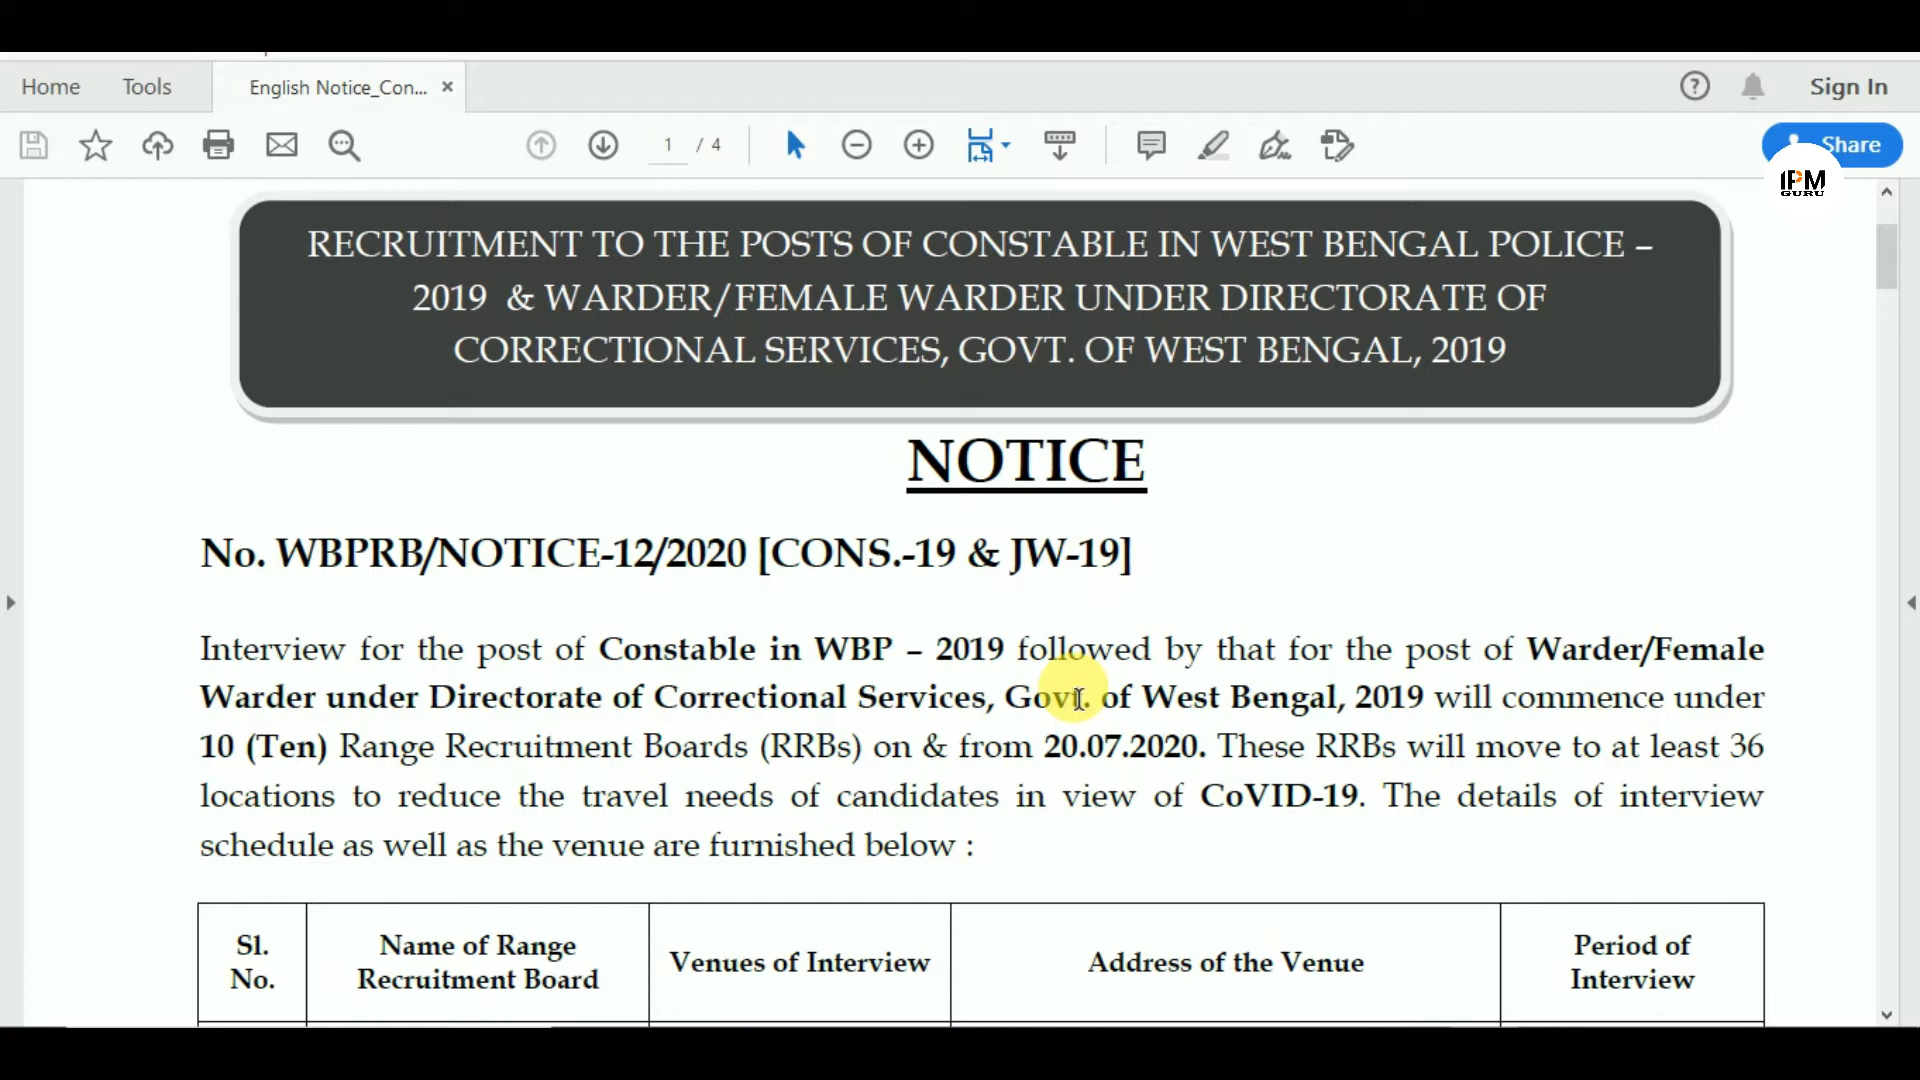 Home
Tools
English Notice_Con...
Sign In
1 / 4
Share
IPM
GURU
RECRUITMENT TO THE POSTS OF CONSTABLE IN WEST BENGAL POLICE –
2019 & WARDER/FEMALE WARDER UNDER DIRECTORATE OF
CORRECTIONAL SERVICES, GOVT. OF WEST BENGAL, 2019
NOTICE
No. WBPRB/NOTICE-12/2020 [CONS.-19 & JW-19]
Interview for the post of Constable in WBP – 2019 followed by that for the post of Warder/Female
Warder under Directorate of Correctional Services, Govt. of West Bengal, 2019 will commence under
10 (Ten) Range Recruitment Boards (RRBs) on & from 20.07.2020. These RRBs will move to at least 36
locations to reduce the travel needs of candidates in view of CoVID-19. The details of interview
schedule as well as the venue are furnished below :
Sl.
No.
Name of Range
Recruitment Board
Venues of Interview
Address of the Venue
Period of
Interview